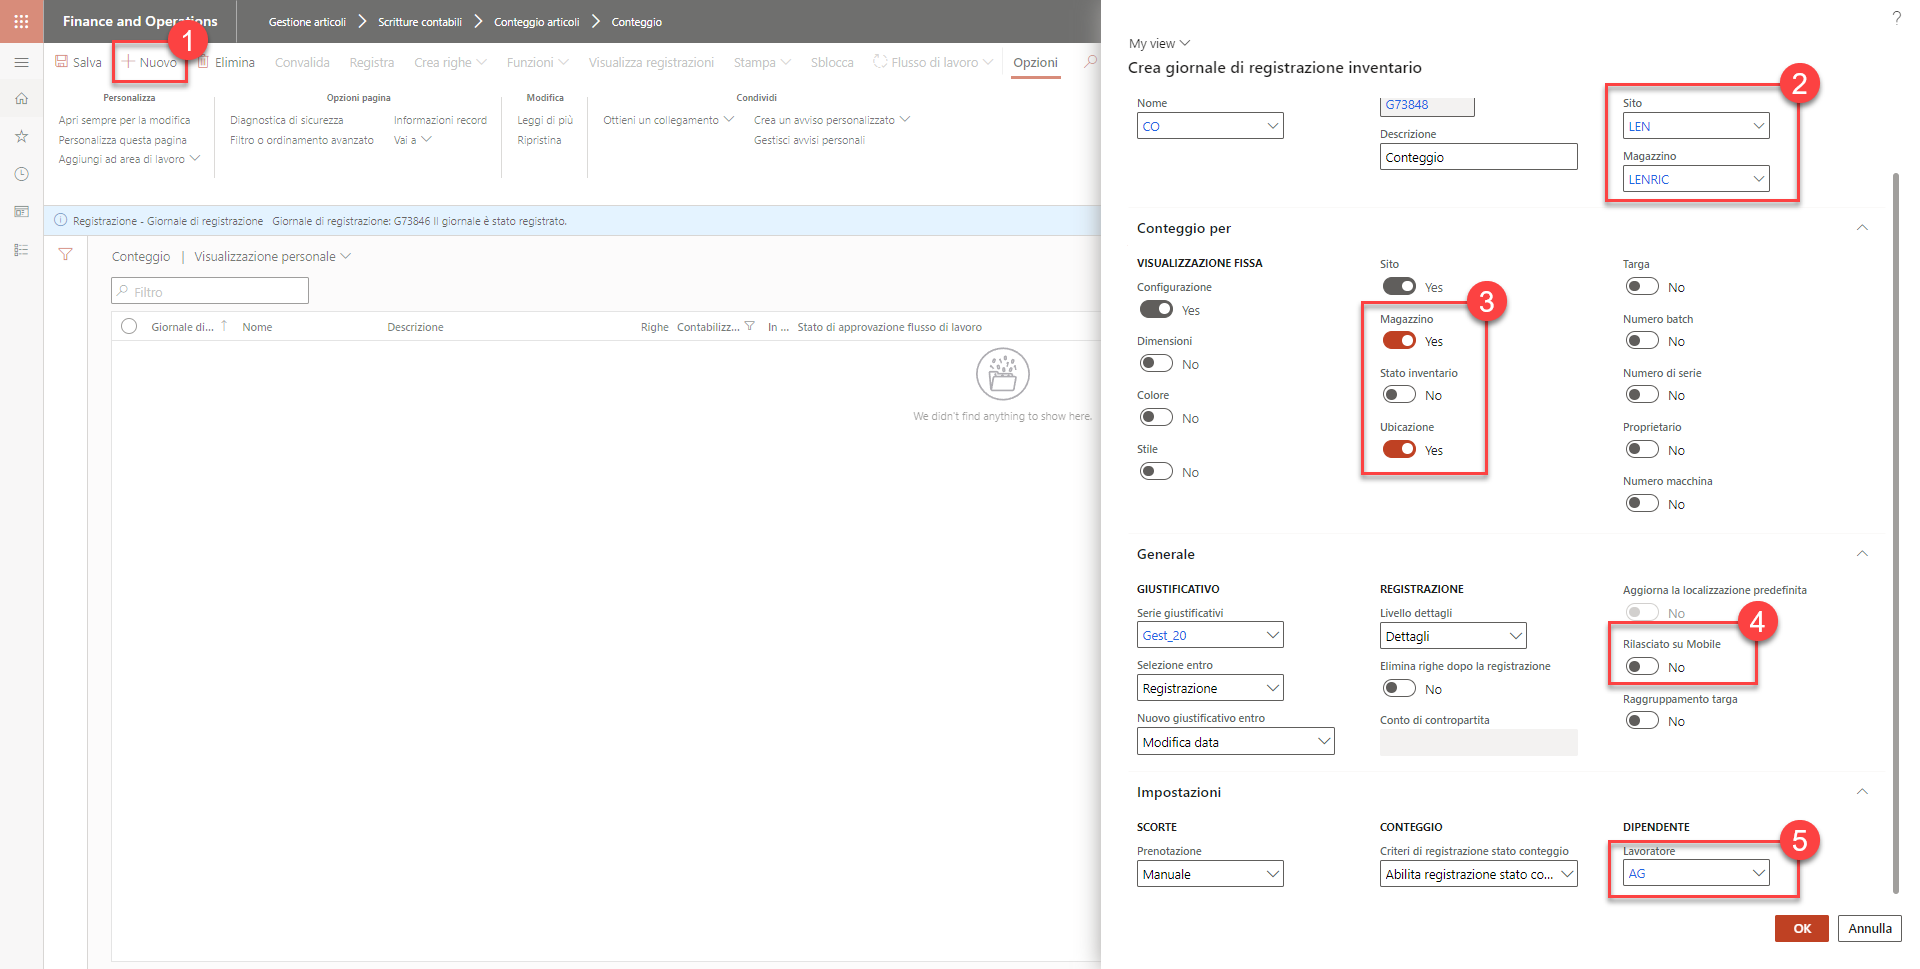 Finance and Operations
Gestione articoli
Scritture contabili
Conteggio articoli
Conteggio
1
Salva
Nuovo
Elimina
Convalida
Registra
Crea righe
Funzioni
Visualizza registrazioni
Stampa
Sblocca
Flusso di lavoro
Opzioni
Personalizza
Apri sempre per la modifica
Personalizza questa pagina
Aggiungi ad area di lavoro
Opzioni pagina
Diagnostica di sicurezza
Filtro o ordinamento avanzato
Informazioni record
Vai a
Modifica
Leggi di più
Ripristina
Condividi
Ottieni un collegamento
Crea un avviso personalizzato
Gestisci avvisi personali
Registrazione - Giornale di registrazione Giornale di registrazione: G73846 Il giornale è stato registrato.
Conteggio | Visualizzazione personale
Filtro
Giornale di...
Nome
Descrizione
Righe
Contabilizz...
In ...
Stato di approvazione flusso di lavoro
We didn't find anything to show here.
?
My view
Crea giornale di registrazione inventario
Nome
CO
G73848
Descrizione
Conteggio
2
Sito
LEN
Magazzino
LENRIC
Conteggio per
VISUALIZZAZIONE FISSA
Configurazione
Yes
Dimensioni
No
Colore
No
Stile
No
Sito
Yes
3
Magazzino
Yes
Stato inventario
No
Ubicazione
Yes
Targa
No
Numero batch
No
Numero di serie
No
Proprietario
No
Numero macchina
No
Generale
GIUSTIFICATIVO
Serie giustificativi
Gest_20
Selezione entro
Registrazione
Nuovo giustificativo entro
Modifica data
REGISTRAZIONE
Livello dettagli
Dettagli
Elimina righe dopo la registrazione
No
Conto di contropartita
Aggiorna la localizzazione predefinita
No
4
Rilasciato su Mobile
No
Raggruppamento targa
No
Impostazioni
SCORTE
Prenotazione
Manuale
CONTEGGIO
Criteri di registrazione stato conteggio
Abilita registrazione stato co...
DIPENDENTE
5
Lavoratore
AG
OK
Annulla